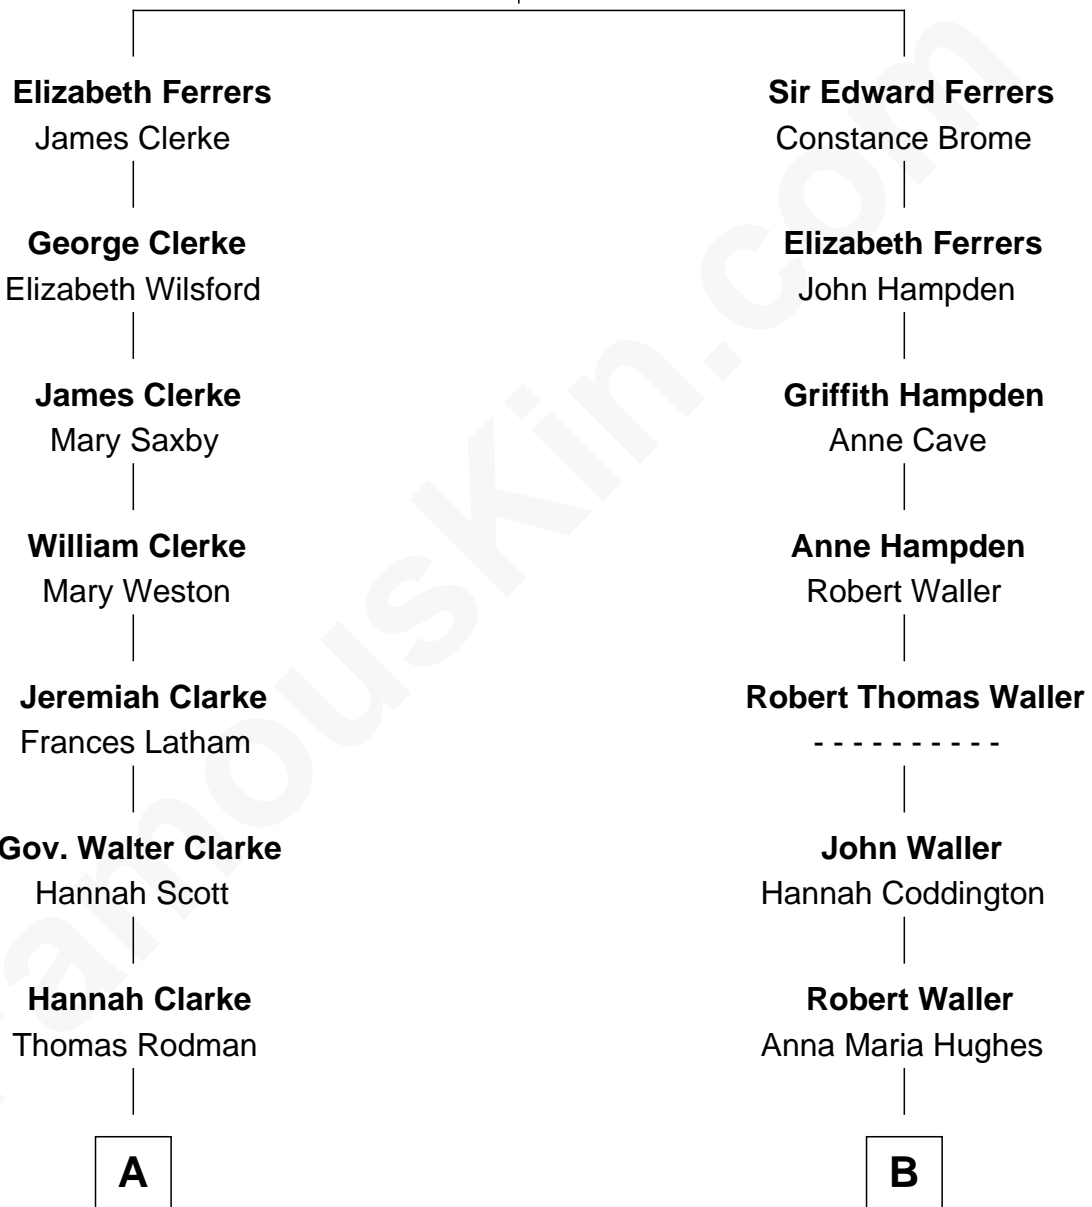 Elizabeth Ferrers
James Clerke
Sir Edward Ferrers
Constance Brome
George Clerke
Elizabeth Wilsford
Elizabeth Ferrers
John Hampden
James Clerke
Mary Saxby
Griffith Hampden
Anne Cave
William Clerke
Mary Weston
Anne Hampden
Robert Waller
Jeremiah Clarke
Frances Latham
Robert Thomas Waller
- - - - - - - - - -
Gov. Walter Clarke
Hannah Scott
John Waller
Hannah Coddington
Hannah Clarke
Thomas Rodman
Robert Waller
Anna Maria Hughes
A
B
FamousKin.com